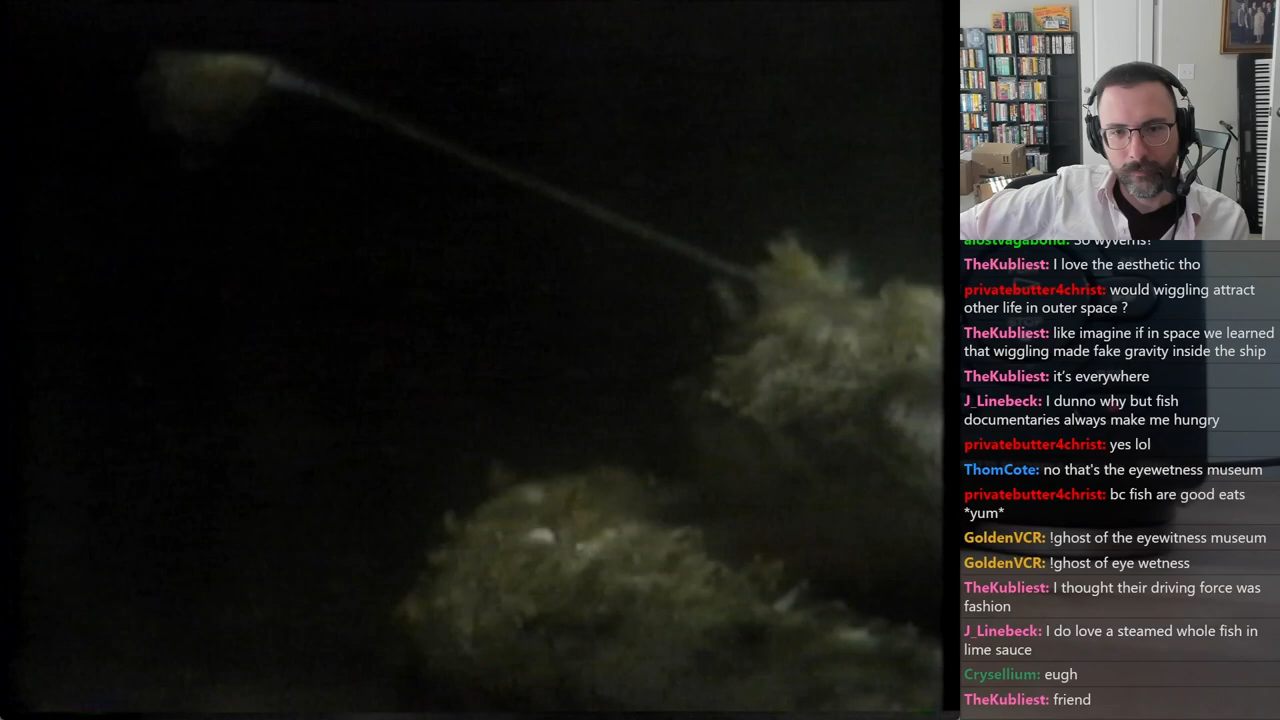 alostvagabond: So wyverns?
TheKubliest: I love the aesthetic tho
privatebutter4christ: would wiggling attract
other life in outer space ?
TheKubliest: like imagine if in space we learned
that wiggling made fake gravity inside the ship
TheKubliest: it’s everywhere
J_Linebeck: I dunno why but fish
documentaries always make me hungry
privatebutter4christ: yes lol
ThomCote: no that's the eyewetness museum
privatebutter4christ: bc fish are good eats
*yum*
GoldenVCR: !ghost of the eyewitness museum
GoldenVCR: !ghost of eye wetness
TheKubliest: I thought their driving force was
fashion
J_Linebeck: I do love a steamed whole fish in
lime sauce
Crysellium: eugh
TheKubliest: friend